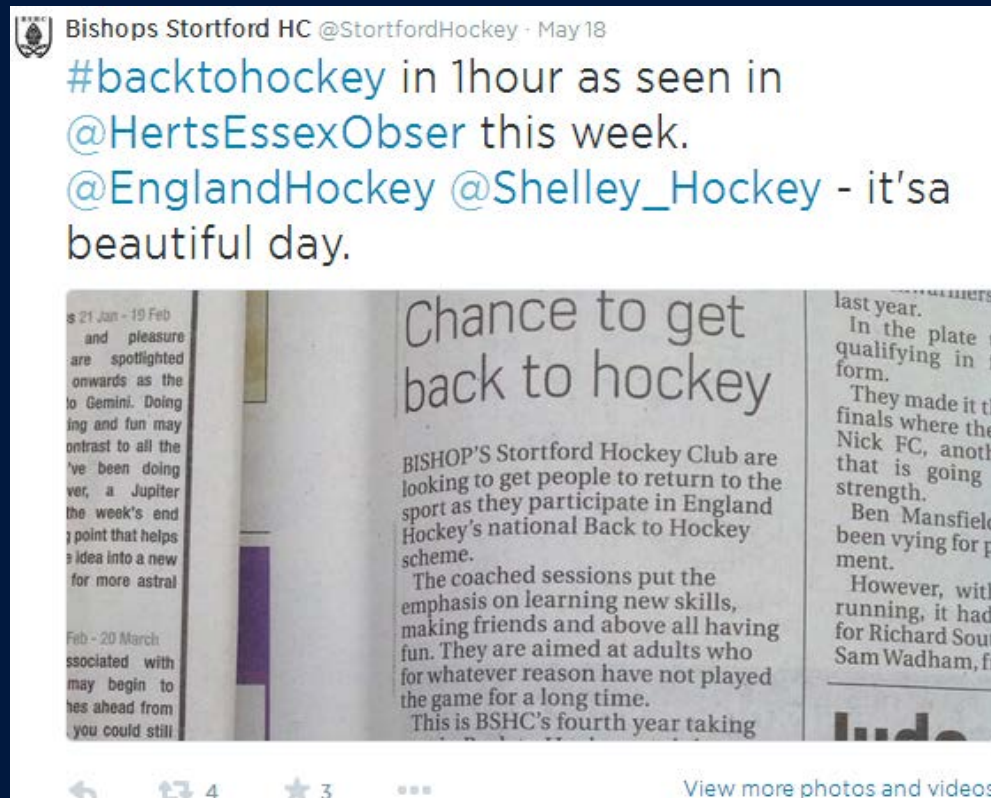 Bishops Stortford HC @StortfordHockey · May 18
#backtohockey in 1hour as seen in
@HertsEssexObser this week.
@EnglandHockey @Shelley_Hockey - it'sa
beautiful day.
s 21 Jan - 19 Feb
and pleasure
are spotlighted
onwards as the
to Gemini. Doing
ing and fun may
ontrast to all the
've been doing
ver, a Jupiter
the week's end
point that helps
idea into a new
for more astral
Feb - 20 March
ssociated with
may begin to
hes ahead from
you could still
Chance to get
back to hockey
BISHOP'S Stortford Hockey Club are
looking to get people to return to the
sport as they participate in England
Hockey's national Back to Hockey
scheme.
The coached sessions put the
emphasis on learning new skills,
making friends and above all having
fun. They are aimed at adults who
for whatever reason have not played
the game for a long time.
This is BSHC's fourth year taking
last year.
In the plate
qualifying in
form.
They made it th
finals where the
Nick FC, anoth
that is going
strength.
Ben Mansfield
been vying for p
ment.
However, with
running, it had
for Richard Sou
Sam Wadham, f
4 3 View more photos and videos